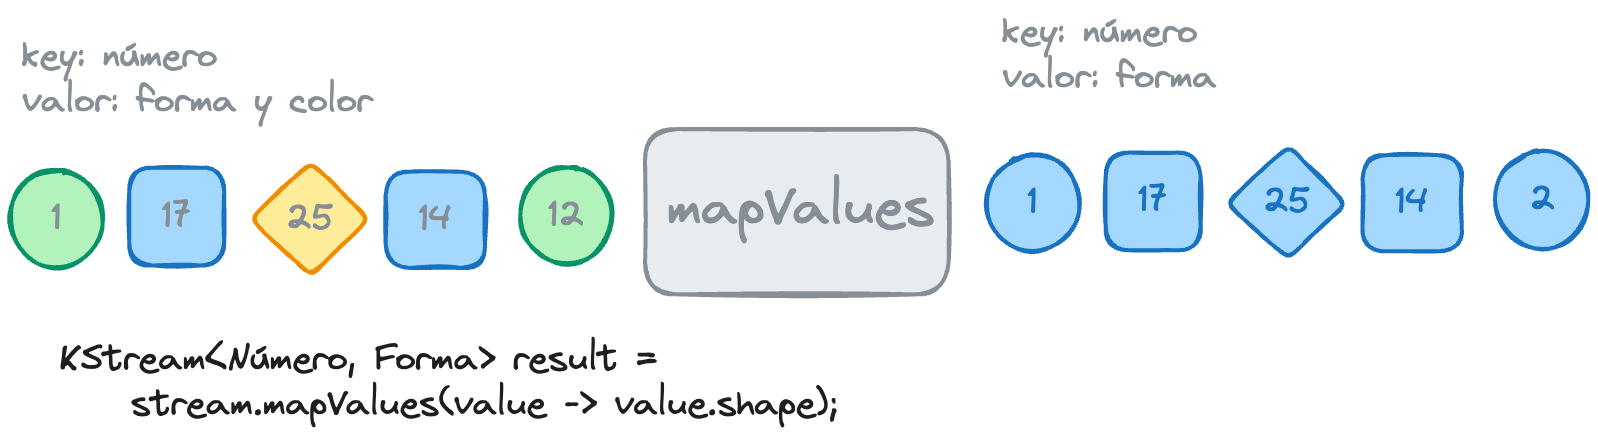 key: número
valor: forma y color
1 17 25 14 12
mapValues
key: número
valor: forma
1 17 25 14 2
KStream<Número, Forma> result =
stream.mapValues(value -> value.shape);